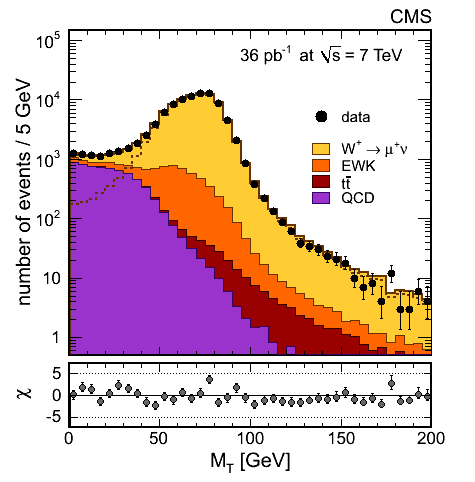 CMS
36 pb⁻¹ at √s = 7 TeV
data
W⁺ → μ⁺ν
EWK
tt̄
QCD
number of events / 5 GeV
10⁵
10⁴
10³
10²
10
1
χ
5
0
-5
0 50 100 150 200
M_T [GeV]